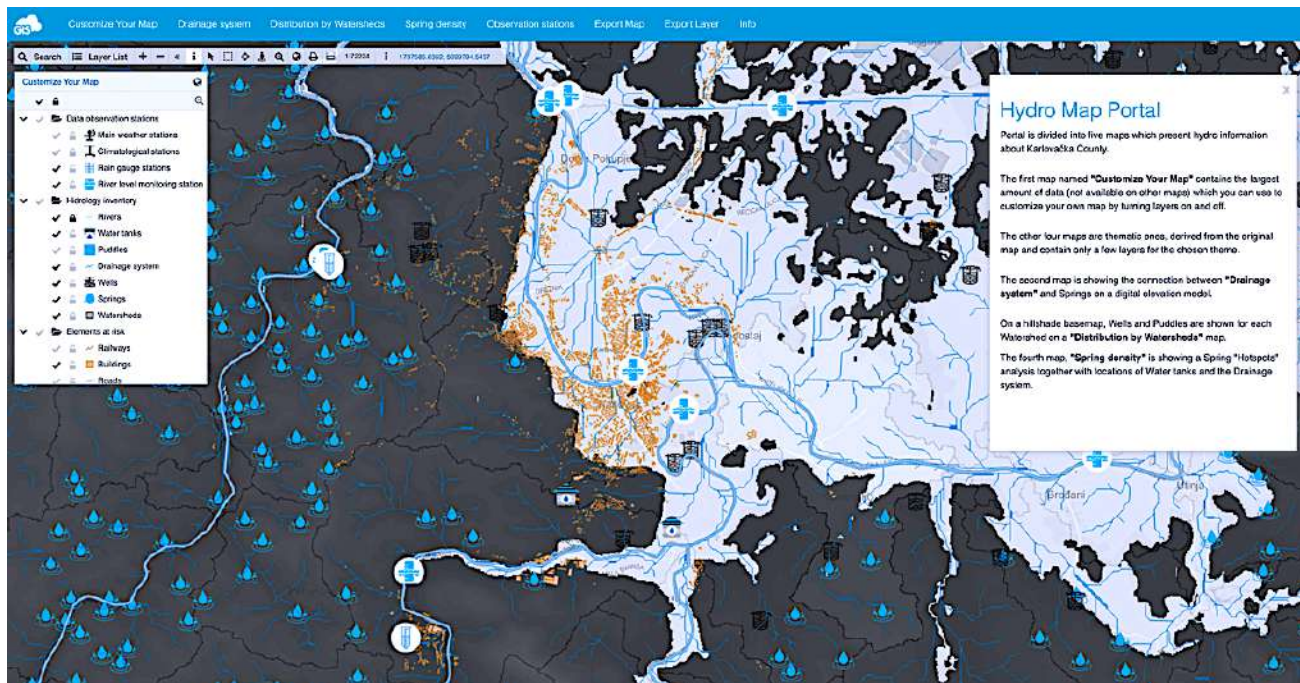 GIS
Customize Your Map
Drainage system
Distribution by Watersheds
Spring density
Observation stations
Export Map
Export Layer
Info
Search
Layer List
Customize Your Map
Data observation stations
Main weather stations
Climatological stations
Rain gauge stations
River level monitoring station
Hidrology inventory
Rivers
Water tanks
Puddles
Drainage system
Wells
Springs
Watersheds
Elements at risk
Railways
Buildings
Roads
Grođani
Utinja
Hydro Map Portal
Portal is divided into five maps which present hydro information
about Karlovačka County.
The first map named "Customize Your Map" contains the largest
amount of data (not available on other maps) which you can use to
customize your own map by turning layers on and off.
The other four maps are thematic ones, derived from the original
map and contain only a few layers for the chosen theme.
The second map is showing the connection between "Drainage
system" and Springs on a digital elevation model.
On a hillshade basemap, Wells and Puddles are shown for each
Watershed on a "Distribution by Watersheds" map.
The fourth map, "Spring density" is showing a Spring "Hotspots"
analysis together with locations of Water tanks and the Drainage
system.